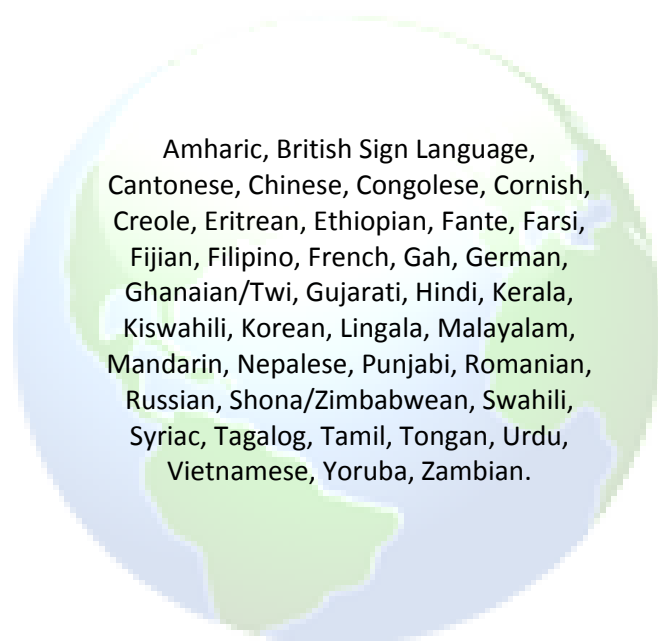 Amharic, British Sign Language,
Cantonese, Chinese, Congolese, Cornish,
Creole, Eritrean, Ethiopian, Fante, Farsi,
Fijian, Filipino, French, Gah, German,
Ghanaian/Twi, Gujarati, Hindi, Kerala,
Kiswahili, Korean, Lingala, Malayalam,
Mandarin, Nepalese, Punjabi, Romanian,
Russian, Shona/Zimbabwean, Swahili,
Syriac, Tagalog, Tamil, Tongan, Urdu,
Vietnamese, Yoruba, Zambian.